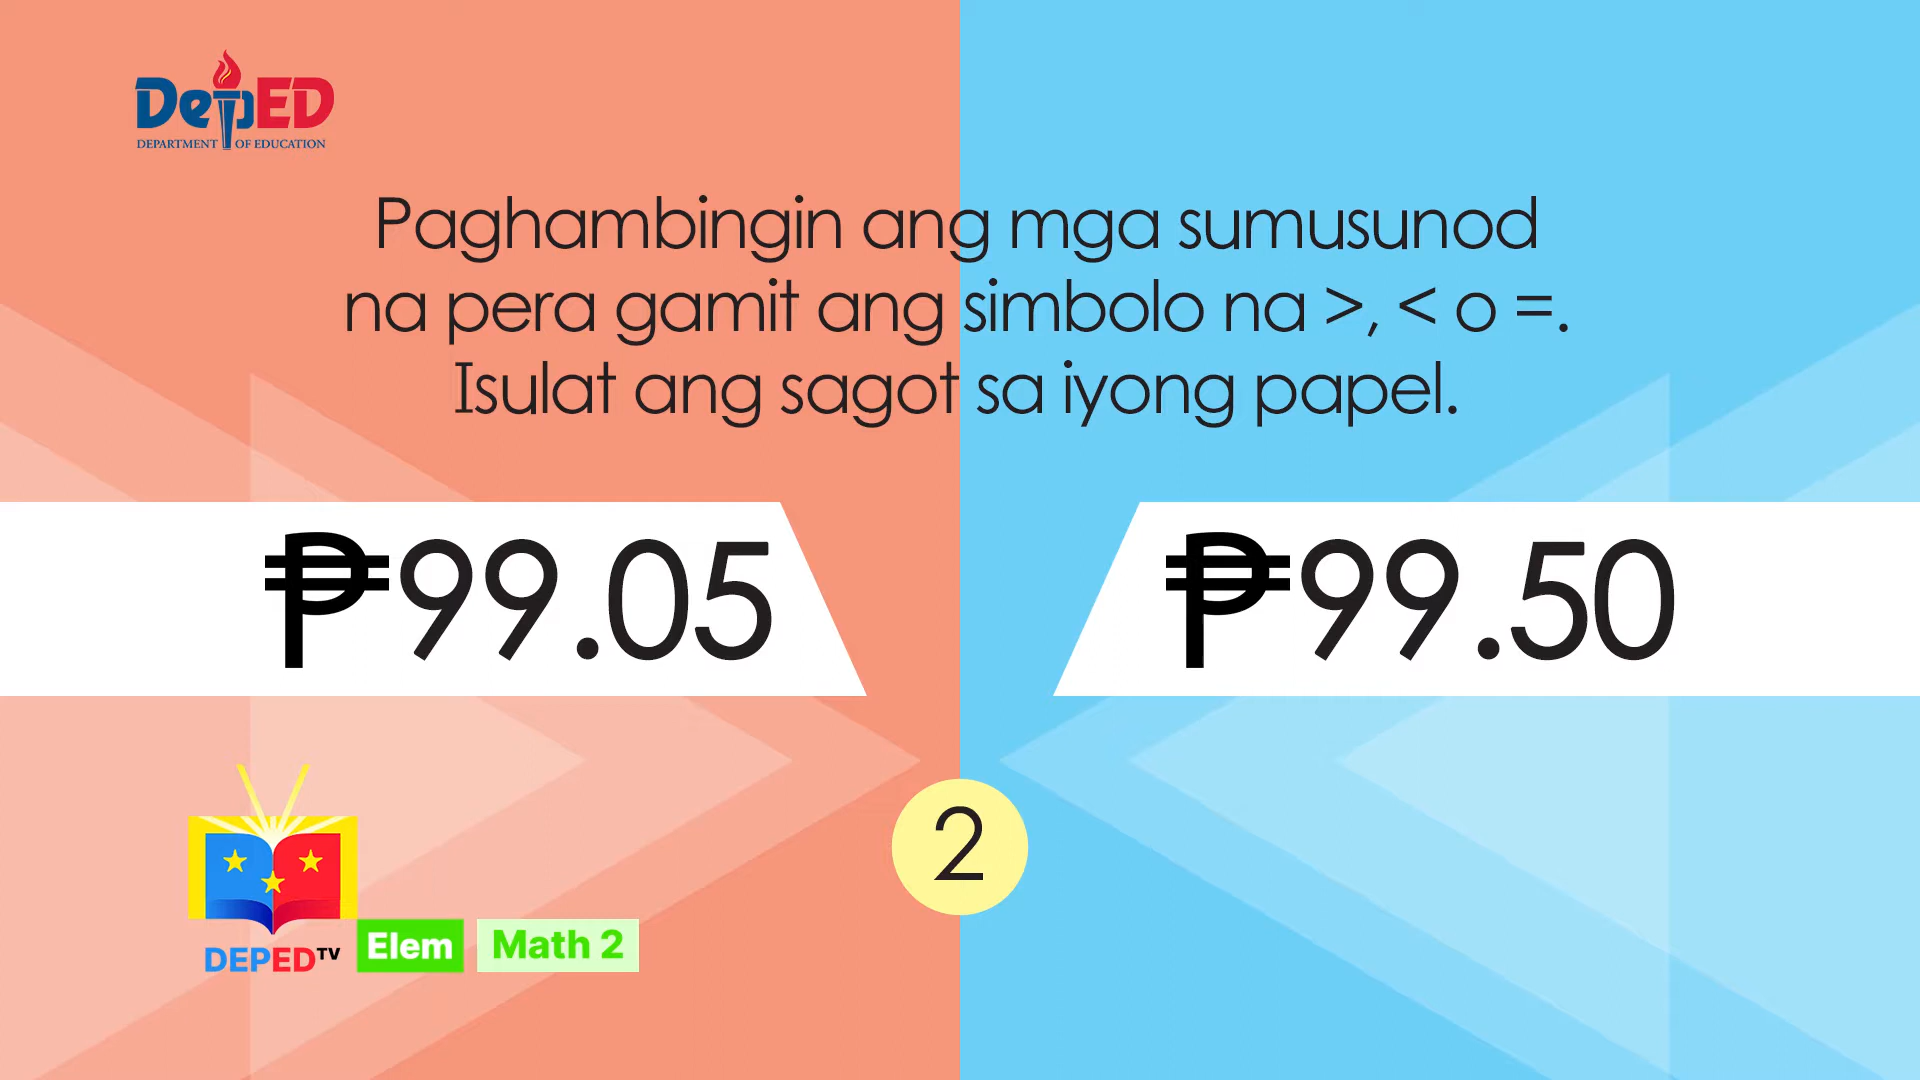 DepED
DEPARTMENT OF EDUCATION
Paghambingin ang mga sumusunod
na pera gamit ang simbolo na >, < o =.
Isulat ang sagot sa iyong papel.
₱99.05
₱99.50
2
DEPED TV
Elem
Math 2